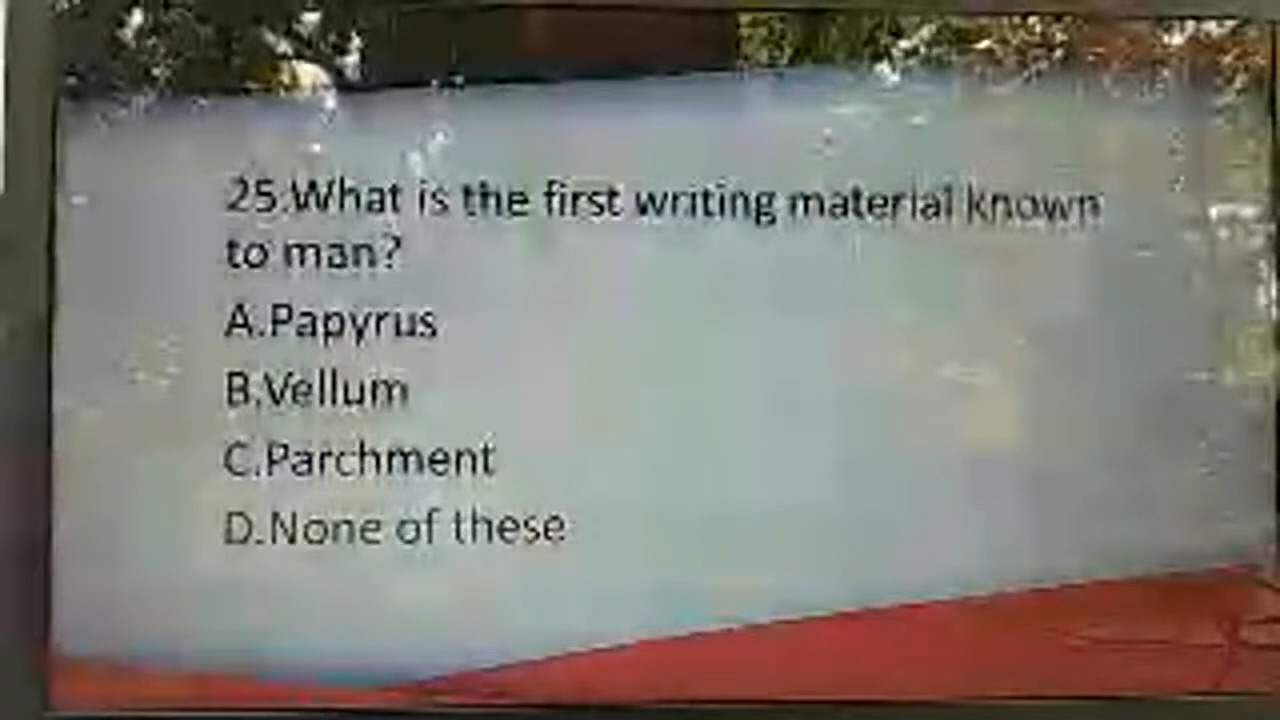 25.What is the first writing material known
to man?
A.Papyrus
B.Vellum
C.Parchment
D.None of these